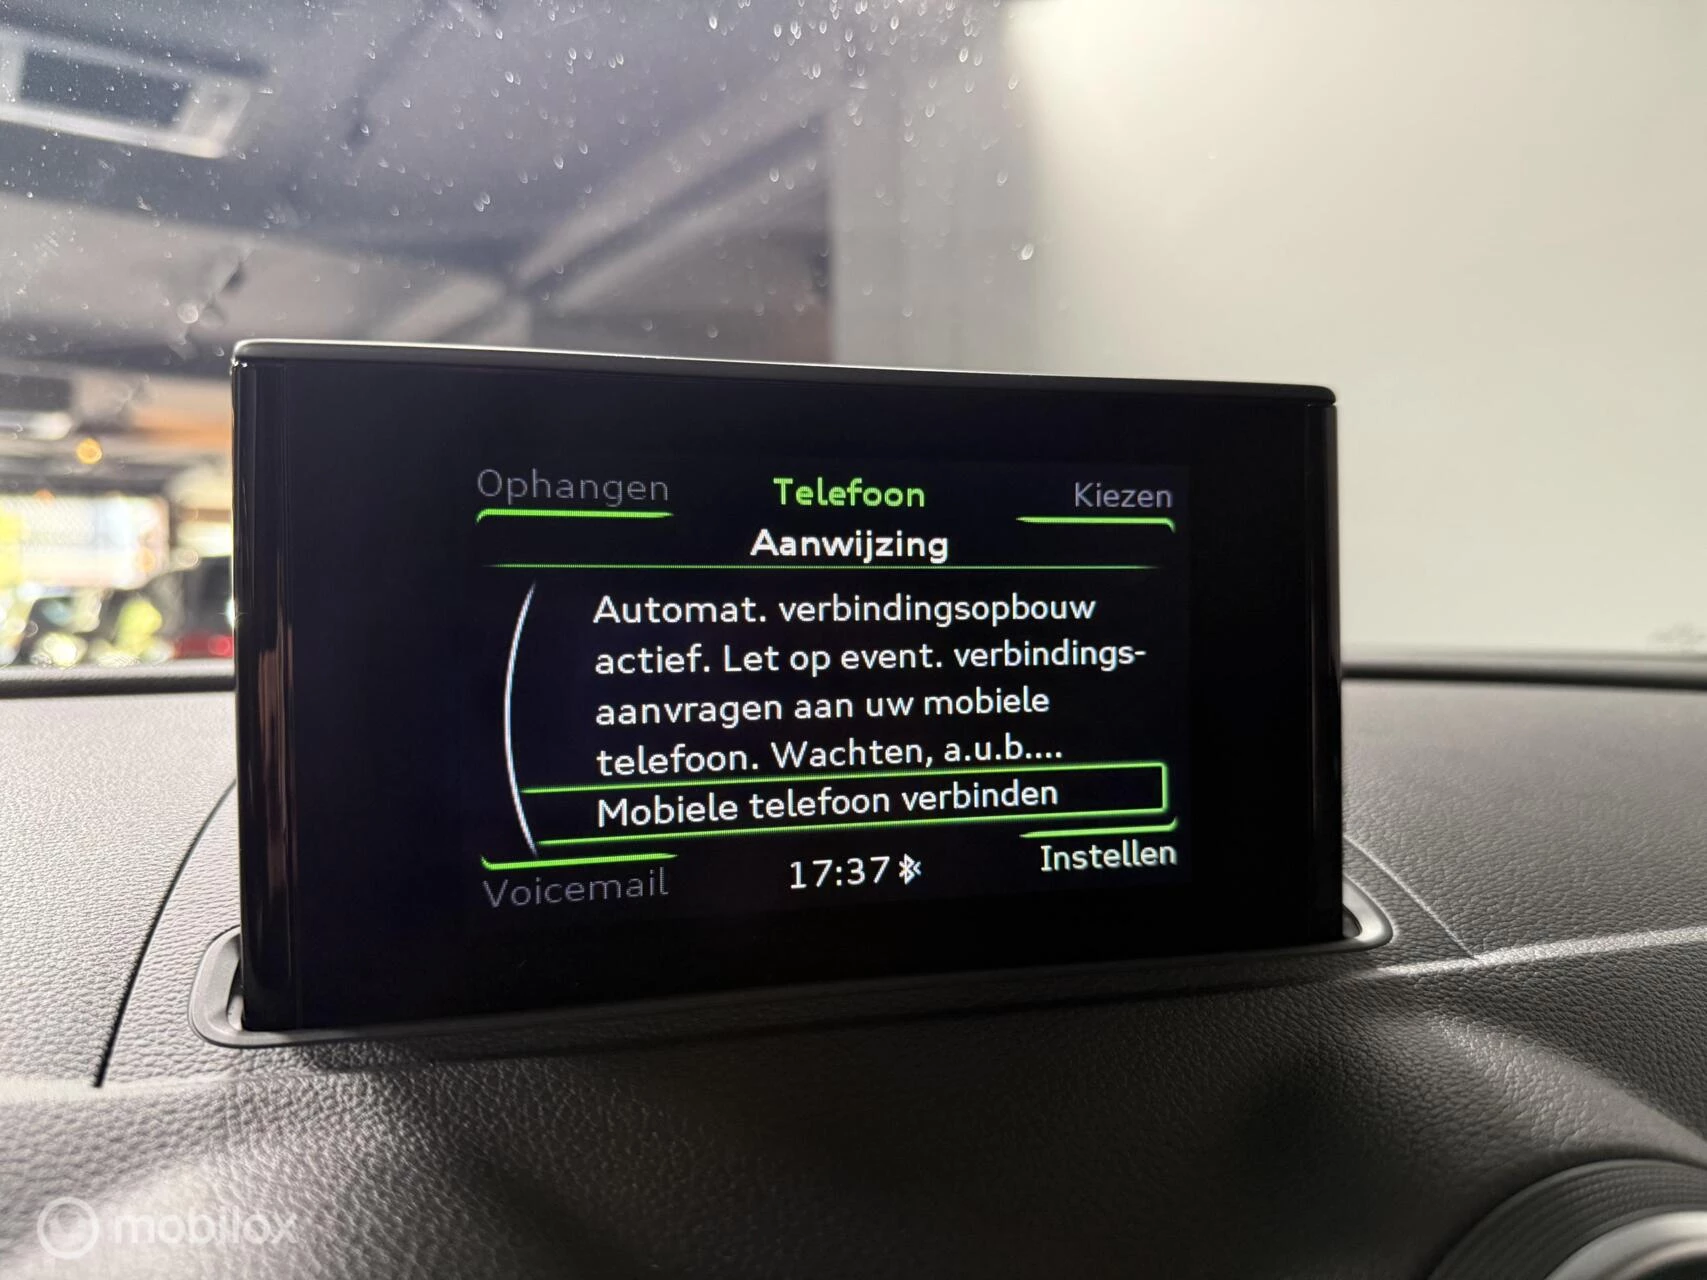 Ophangen Telefoon Kiezen
Aanwijzing
Automat. verbindingsopbouw
actief. Let op event. verbindings-
aanvragen aan uw mobiele
telefoon. Wachten, a.u.b....
Mobiele telefoon verbinden
Voicemail 17:37 Instellen
mobilox